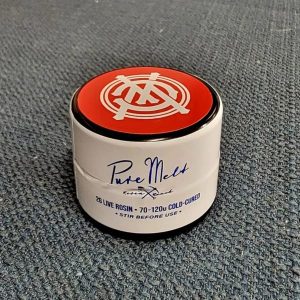 Pure Melt
2G LIVE ROSIN • 70-120u COLD-CURED
• STIR BEFORE USE •